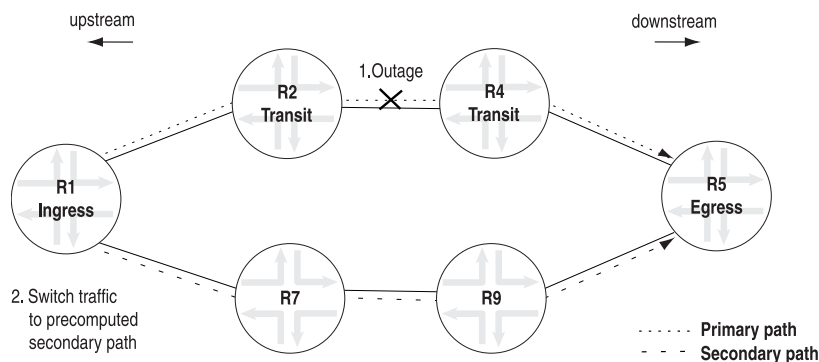 upstream
downstream
1.Outage
R2
Transit
R4
Transit
R1
Ingress
R5
Egress
R7
R9
2. Switch traffic
to precomputed
secondary path
Primary path
Secondary path